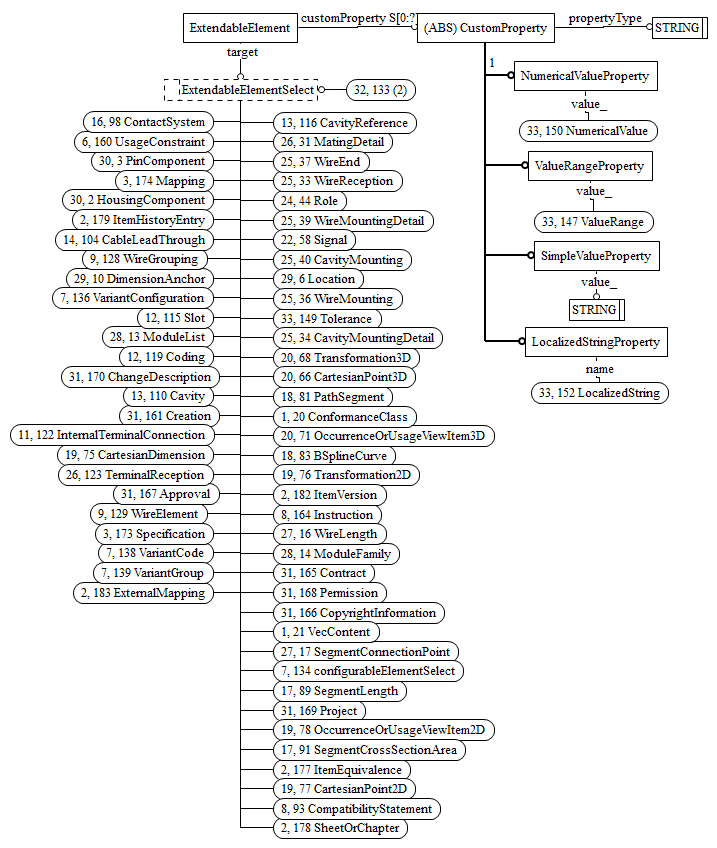 ExtendableElement
customProperty S[0:?]
(ABS) CustomProperty
propertyType
STRING
target
ExtendableElementSelect
32, 133 (2)
1
NumericalValueProperty
value_
33, 150 NumericalValue
ValueRangeProperty
value_
33, 147 ValueRange
SimpleValueProperty
value_
STRING
LocalizedStringProperty
name
33, 152 LocalizedString
16, 98 ContactSystem
6, 160 UsageConstraint
30, 3 PinComponent
3, 174 Mapping
30, 2 HousingComponent
2, 179 ItemHistoryEntry
14, 104 CableLeadThrough
9, 128 WireGrouping
29, 10 DimensionAnchor
7, 136 VariantConfiguration
12, 115 Slot
28, 13 ModuleList
12, 119 Coding
31, 170 ChangeDescription
13, 110 Cavity
31, 161 Creation
11, 122 InternalTerminalConnection
19, 75 CartesianDimension
26, 123 TerminalReception
31, 167 Approval
9, 129 WireElement
3, 173 Specification
7, 138 VariantCode
7, 139 VariantGroup
2, 183 ExternalMapping
13, 116 CavityReference
26, 31 MatingDetail
25, 37 WireEnd
25, 33 WireReception
24, 44 Role
25, 39 WireMountingDetail
22, 58 Signal
25, 40 CavityMounting
29, 6 Location
25, 36 WireMounting
33, 149 Tolerance
25, 34 CavityMountingDetail
20, 68 Transformation3D
20, 66 CartesianPoint3D
18, 81 PathSegment
1, 20 ConformanceClass
20, 71 OccurrenceOrUsageViewItem3D
18, 83 BSplineCurve
19, 76 Transformation2D
2, 182 ItemVersion
8, 164 Instruction
27, 16 WireLength
28, 14 ModuleFamily
31, 165 Contract
31, 168 Permission
31, 166 CopyrightInformation
1, 21 VecContent
27, 17 SegmentConnectionPoint
7, 134 configurableElementSelect
17, 89 SegmentLength
31, 169 Project
19, 78 OccurrenceOrUsageViewItem2D
17, 91 SegmentCrossSectionArea
2, 177 ItemEquivalence
19, 77 CartesianPoint2D
8, 93 CompatibilityStatement
2, 178 SheetOrChapter